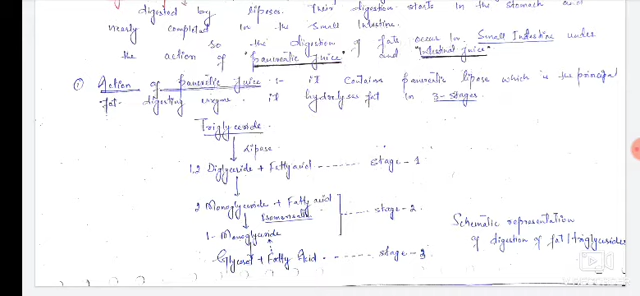 digested by lipases. Their digestion starts in the stomach and
nearly completed in the small Intestine.
so the digestion of fats occur in Small Indestine under
the action of "pancreatic juice" and "intestinal juice"
① Action of pancreatic juice :- it contains pancreatic lipose which is the principal
fat-digesting enzyme. it hydrolyses fat in 3-stages
Triglyceride
Lipase
1,2 Diglyceride + Fatty acid ------- stage - 1
2 Monoglyceride + Fatty acid
Isomerase
------ stage - 2
1- Monoglyceride
Schematic representation
of digestion of fat/triglycerides
Glycerol + Fatty Acid ------- stage - 3